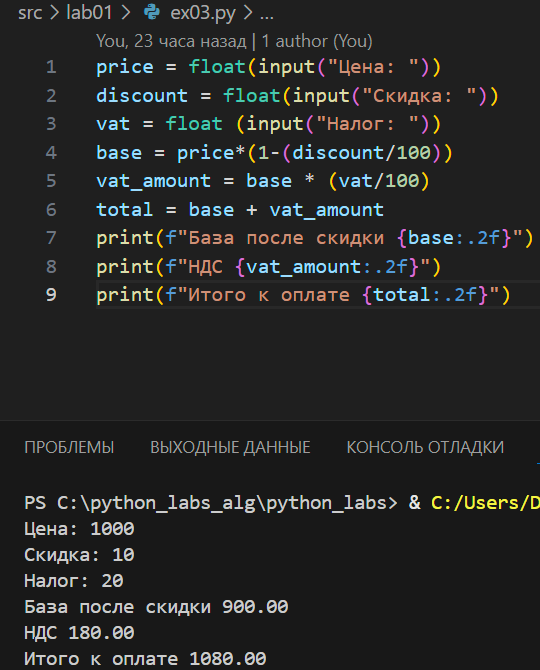 src > lab01 > ex03.py > ...
You, 23 часа назад | 1 author (You)
1 price = float(input("Цена: "))
2 discount = float(input("Скидка: "))
3 vat = float (input("Налог: "))
4 base = price*(1-(discount/100))
5 vat_amount = base * (vat/100)
6 total = base + vat_amount
7 print(f"База после скидки {base:.2f}")
8 print(f"НДС {vat_amount:.2f}")
9 print(f"Итого к оплате {total:.2f}")
ПРОБЛЕМЫ ВЫХОДНЫЕ ДАННЫЕ КОНСОЛЬ ОТЛАДКИ
PS C:\python_labs_alg\python_labs> & C:/Users/D
Цена: 1000
Скидка: 10
Налог: 20
База после скидки 900.00
НДС 180.00
Итого к оплате 1080.00